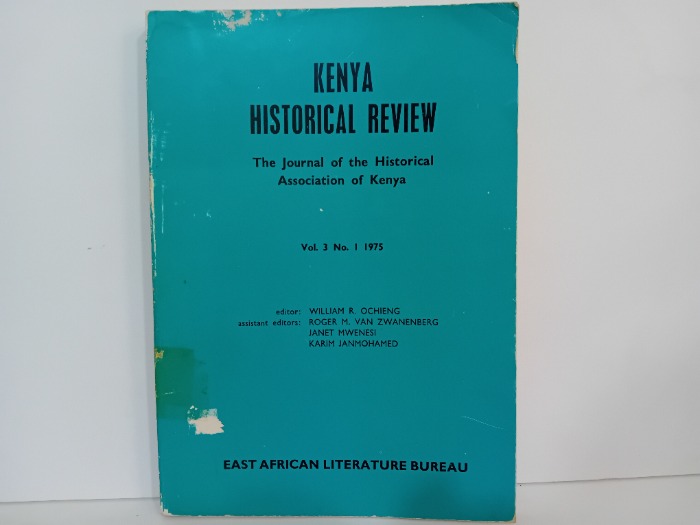 KENYA
HISTORICAL REVIEW
The Journal of the Historical
Association of Kenya
Vol. 3 No. 1 1975
editor: WILLIAM R. OCHIENG
assistant editors: ROGER M. VAN ZWANENBERG
JANET MWENESI
KARIM JANMOHAMED
EAST AFRICAN LITERATURE BUREAU